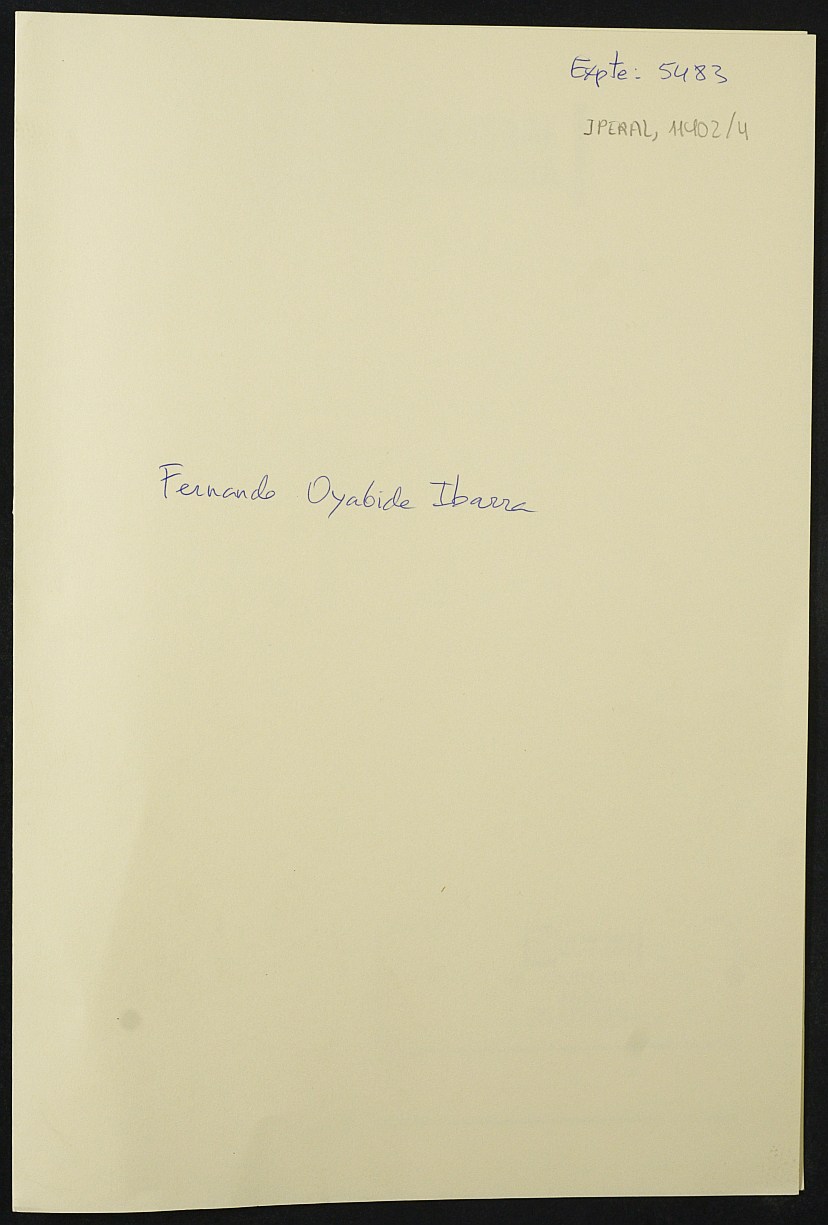 Expte: 5483
JPERAL, 11402/4
Fernando Oyabide Ibarra